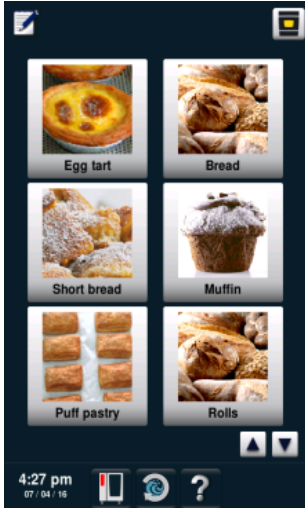 Egg tart
Bread
Short bread
Muffin
Puff pastry
Rolls
4:27 pm
07 / 04 / 16
?